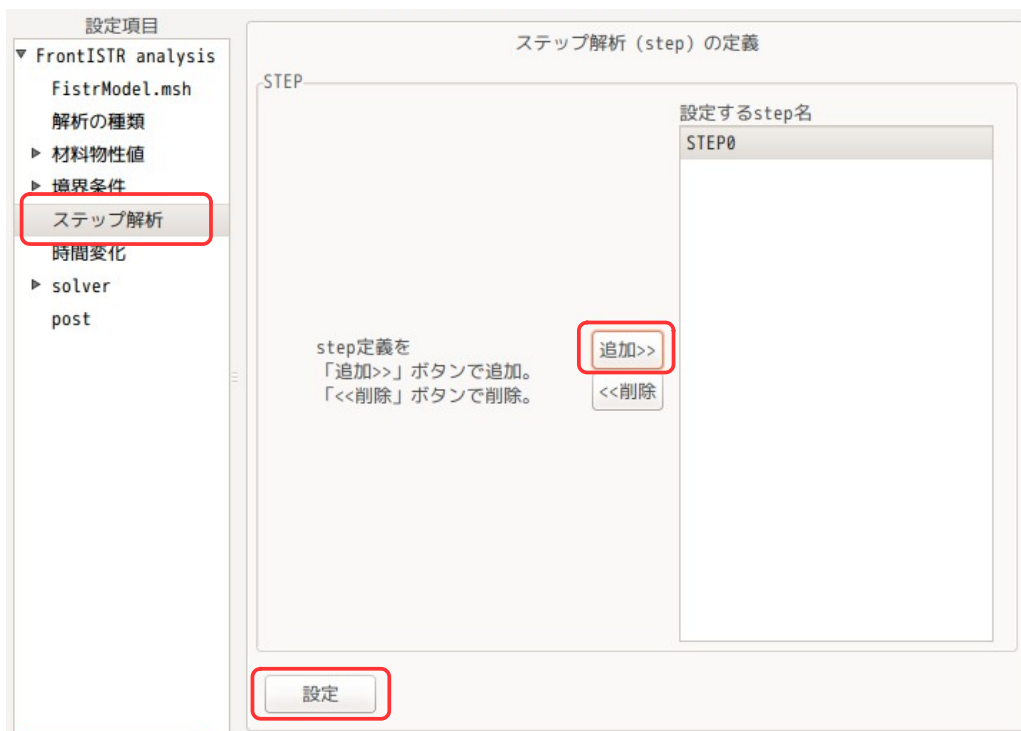 設定項目
FrontISTR analysis
FistrModel.msh
解析の種類
材料物性値
境界条件
ステップ解析
時間変化
solver
post
ステップ解析 (step) の定義
STEP
設定するstep名
STEP0
step定義を
「追加>>」ボタンで追加。
「<<削除」ボタンで削除。
追加>>
<<削除
設定